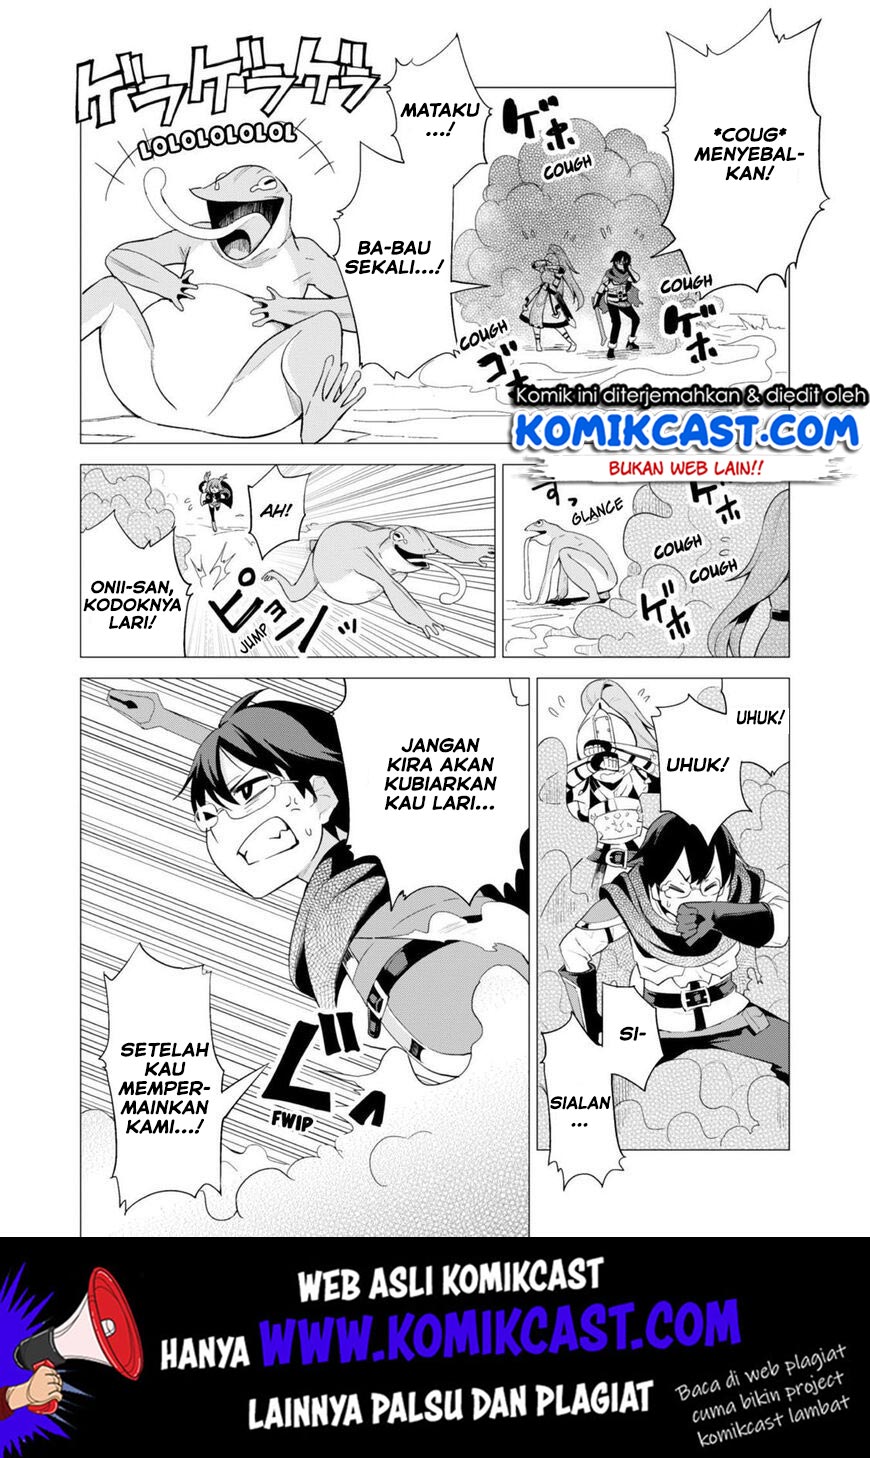 *COUG*
MENYEBAL-
KAN!
ゲホ
COUGH
COUGH
ゲホ
COUGH
ゴホ
MATAKU
...!
BA-BAU
SEKALI...!
ゲラゲラゲラ
LOLOLOLOLOL
Komik ini diterjemahkan & diedit oleh
KOMIKCAST.COM
BUKAN WEB LAIN!!
GLANCE
COUGH
COUGH
ゲホ
AH!
ONII-SAN,
KODOKNYA
LARI!
ピョーン
JUMP
UHUK!
UHUK!
SI-
SIALAN
...
JANGAN
KIRA AKAN
KUBIARKAN
KAU LARI...
FWIP
SETELAH
KAU
MEMPER-
MAINKAN
KAMI...!
WEB ASLI KOMIKCAST
HANYA WWW.KOMIKCAST.COM
LAINNYA PALSU DAN PLAGIAT
Baca di web plagiat
cuma bikin project
komikcast lambat